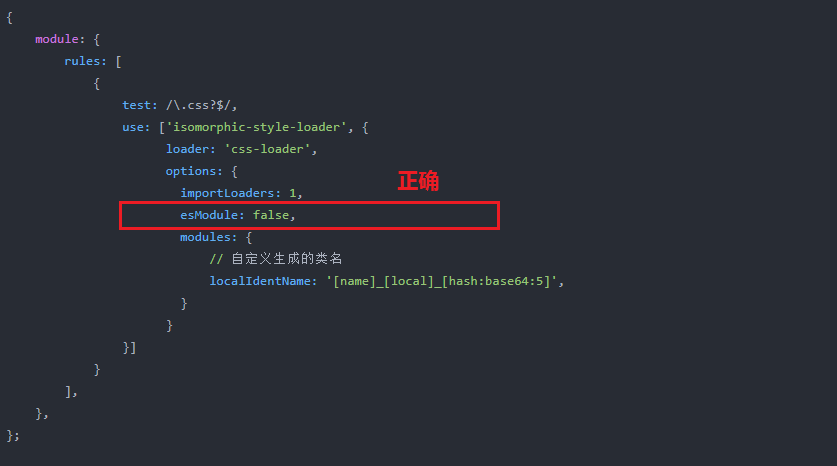 {
module: {
rules: [
{
test: /\.css?$/,
use: ['isomorphic-style-loader', {
loader: 'css-loader',
options: {
正确
importLoaders: 1,
esModule: false,
modules: {
// 自定义生成的类名
localIdentName: '[name]_[local]_[hash:base64:5]',
}
}
}]
}
],
},
};